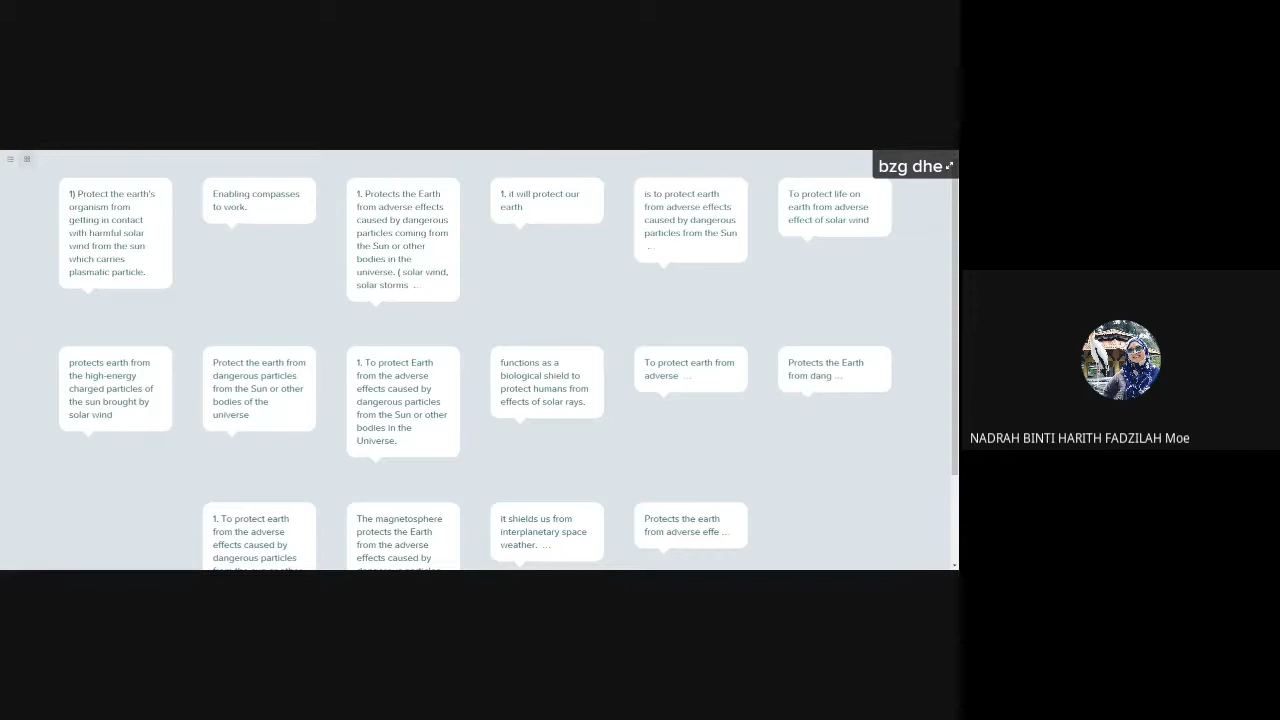 bzg dhe
1) Protect the earth's
organism from
getting in contact
with harmful solar
wind from the sun
which carries
plasmatic particle.
Enabling compasses
to work.
1. Protects the Earth
from adverse effects
caused by dangerous
particles coming from
the Sun or other
bodies in the
universe. ( solar wind,
solar storms ...
1. it will protect our
earth
is to protect earth
from adverse effects
caused by dangerous
particles from the Sun
...
To protect life on
earth from adverse
effect of solar wind
protects earth from
the high-energy
charged particles of
the sun brought by
solar wind
Protect the earth from
dangerous particles
from the Sun or other
bodies of the
universe
1. To protect Earth
from the adverse
effects caused by
dangerous particles
from the Sun or other
bodies in the
Universe.
functions as a
biological shield to
protect humans from
effects of solar rays.
To protect earth from
adverse ...
Protects the Earth
from dang ...
1. To protect earth
from the adverse
effects caused by
dangerous particles
from the sun or other
The magnetosphere
protects the Earth
from the adverse
effects caused by
dangerous particles
it shields us from
interplanetary space
weather. ...
Protects the earth
from adverse effe ...
NADRAH BINTI HARITH FADZILAH Moe